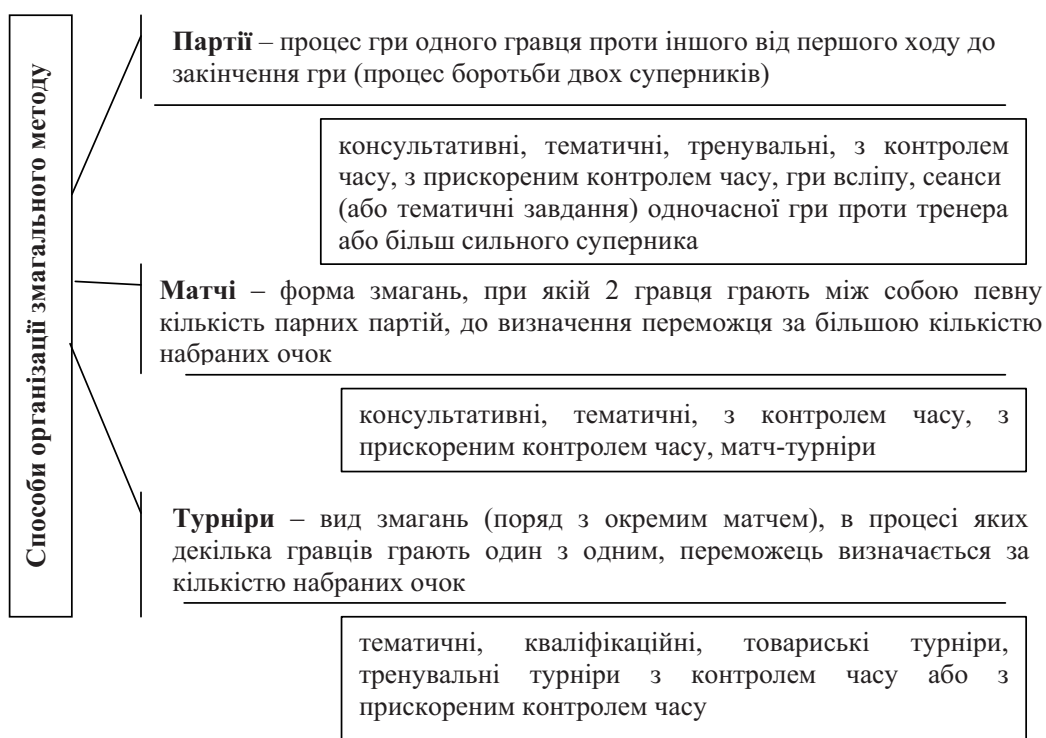 Способи організації змагального методу
Партії – процес гри одного гравця проти іншого від першого ходу до
закінчення гри (процес боротьби двох суперників)
консультативні, тематичні, тренувальні, з контролем
часу, з прискореним контролем часу, гри всліпу, сеанси
(або тематичні завдання) одночасної гри проти тренера
або більш сильного суперника
Матчі – форма змагань, при якій 2 гравця грають між собою певну
кількість парних партій, до визначення переможця за більшою кількістю
набраних очок
консультативні, тематичні, з контролем часу, з
прискореним контролем часу, матч-турніри
Турніри – вид змагань (поряд з окремим матчем), в процесі яких
декілька гравців грають один з одним, переможець визначається за
кількістю набраних очок
тематичні, кваліфікаційні, товариські турніри,
тренувальні турніри з контролем часу або з
прискореним контролем часу